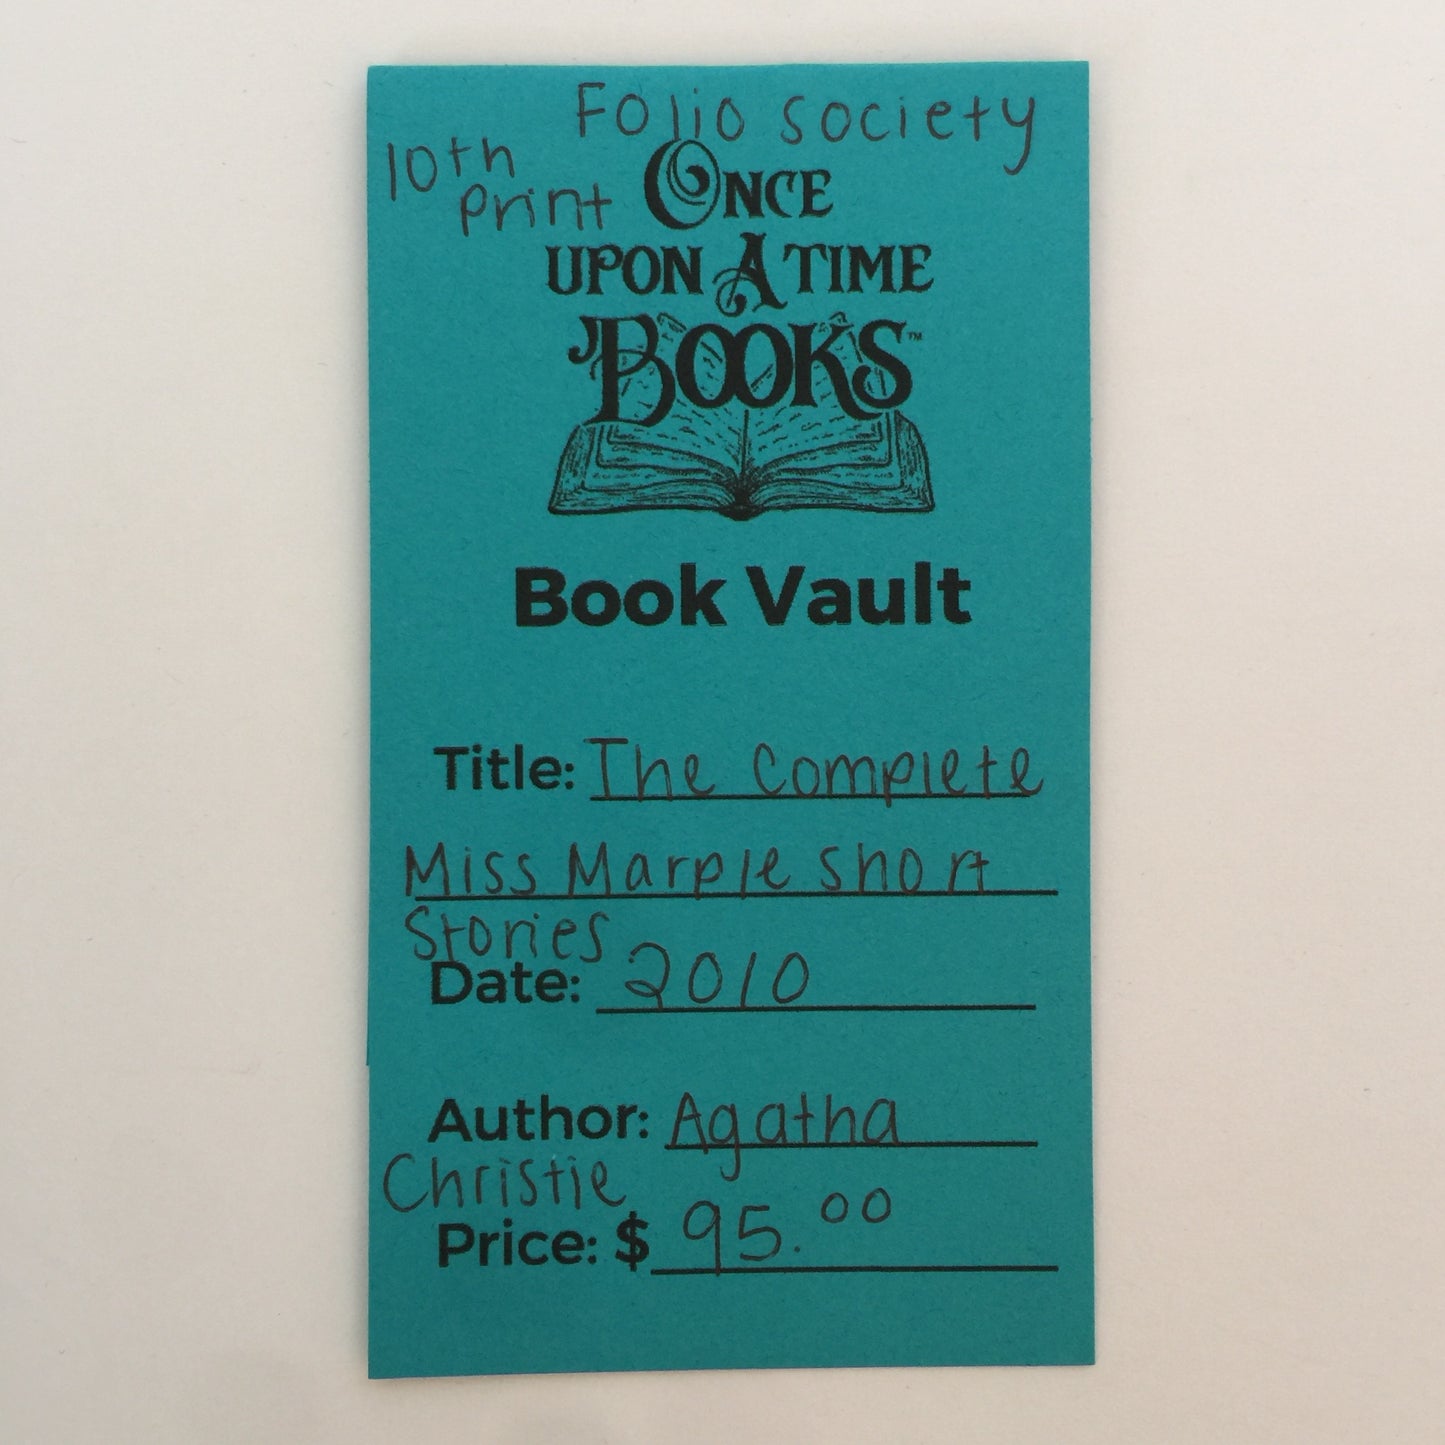 Folio Society
10th
Print
ONCE
UPON A TIME
BOOKS™
Book Vault
Title: The Complete
Miss Marple Short
Stories
Date: 2010
Author: Agatha
Christie
Price: $ 95.00